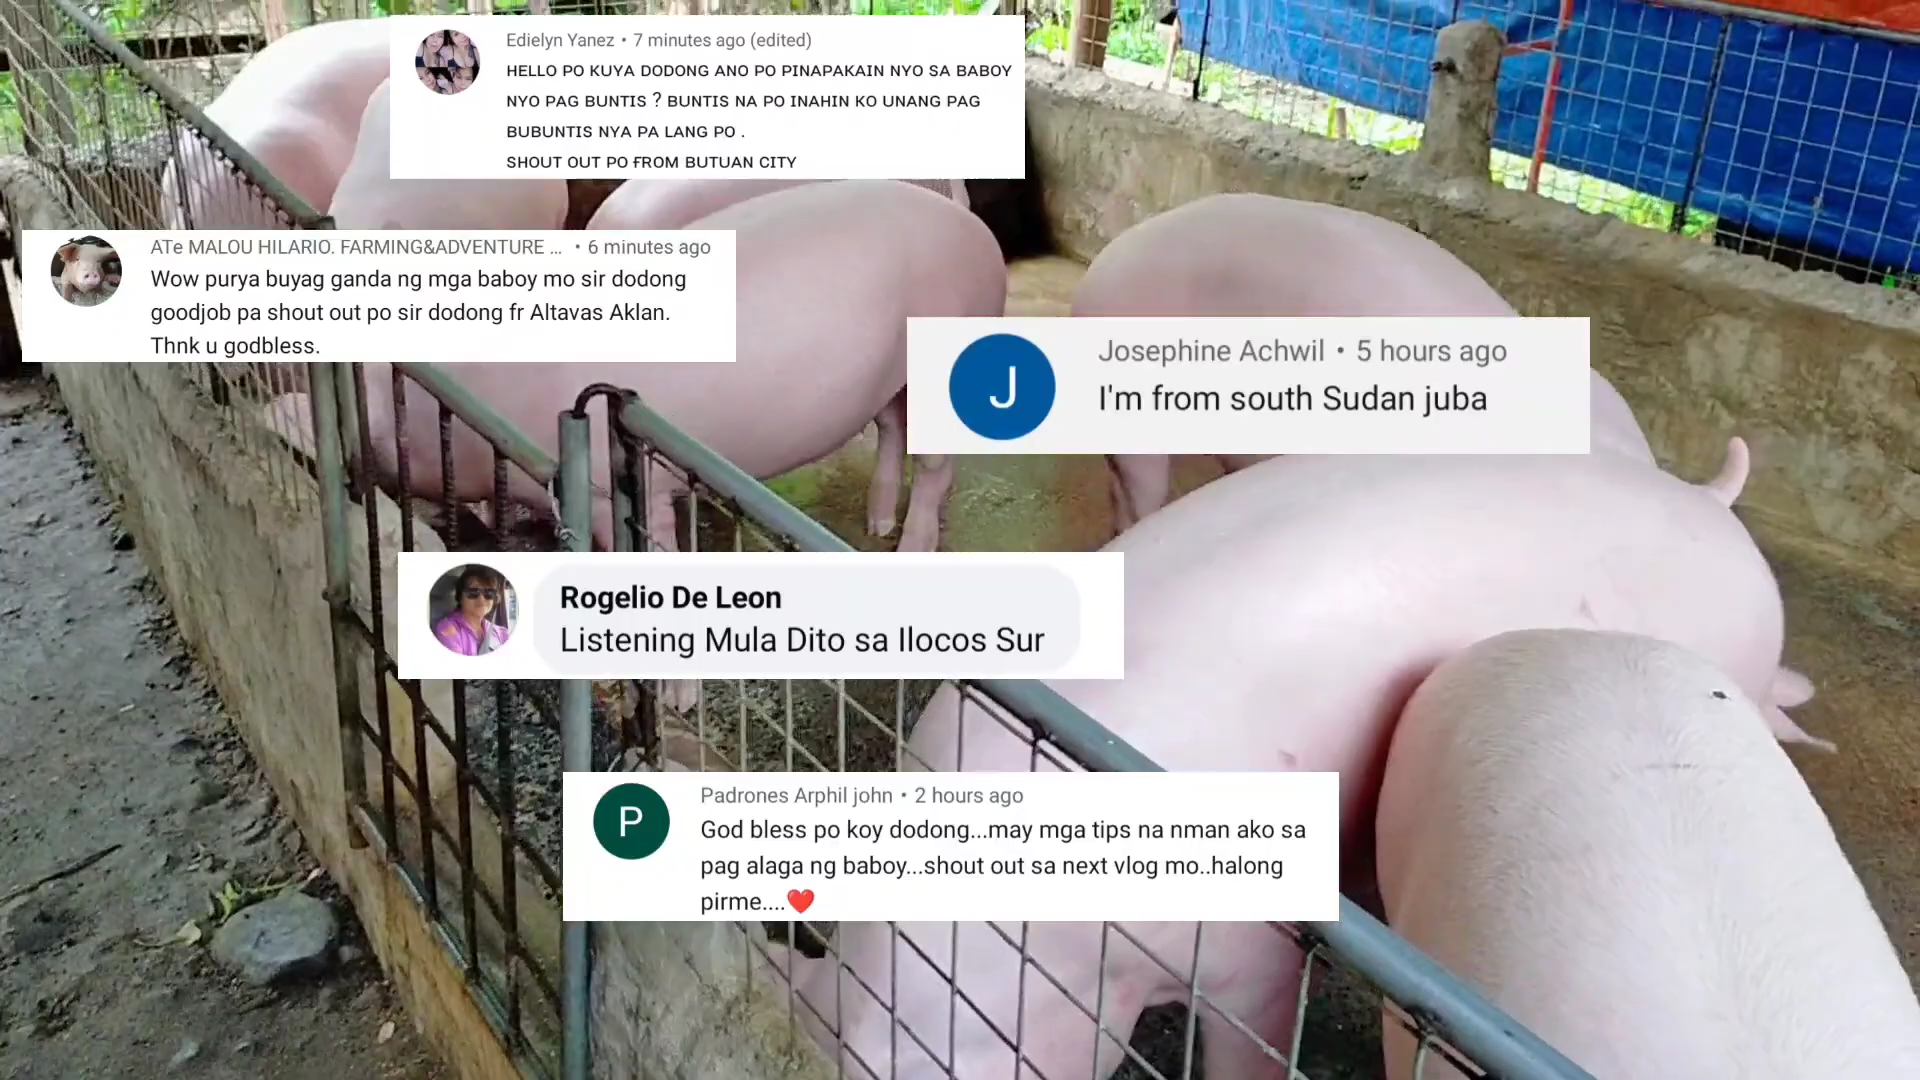 Edielyn Yanez • 7 minutes ago (edited)
HELLO PO KUYA DODONG ANO PO PINAPAKAIN NYO SA BABOY
NYO PAG BUNTIS ? BUNTIS NA PO INAHIN KO UNANG PAG
BUBUNTIS NYA PA LANG PO .
SHOUT OUT PO FROM BUTUAN CITY
ATe MALOU HILARIO. FARMING&ADVENTURE ... • 6 minutes ago
Wow purya buyag ganda ng mga baboy mo sir dodong
goodjob pa shout out po sir dodong fr Altavas Aklan.
Thnk u godbless.
J
Josephine Achwil • 5 hours ago
I'm from south Sudan juba
Rogelio De Leon
Listening Mula Dito sa Ilocos Sur
P
Padrones Arphil john • 2 hours ago
God bless po koy dodong...may mga tips na nman ako sa
pag alaga ng baboy...shout out sa next vlog mo..halong
pirme....❤️